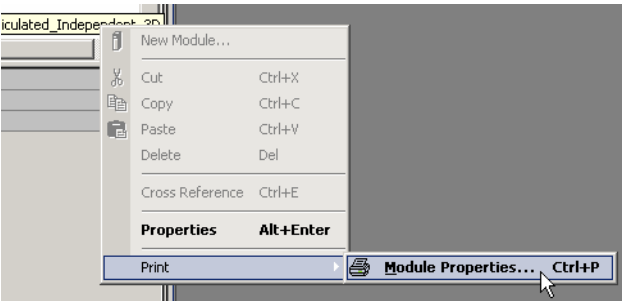 iculated_Independent_3D
New Module...
Cut Ctrl+X
Copy Ctrl+C
Paste Ctrl+V
Delete Del
Cross Reference Ctrl+E
Properties Alt+Enter
Print
Module Properties... Ctrl+P